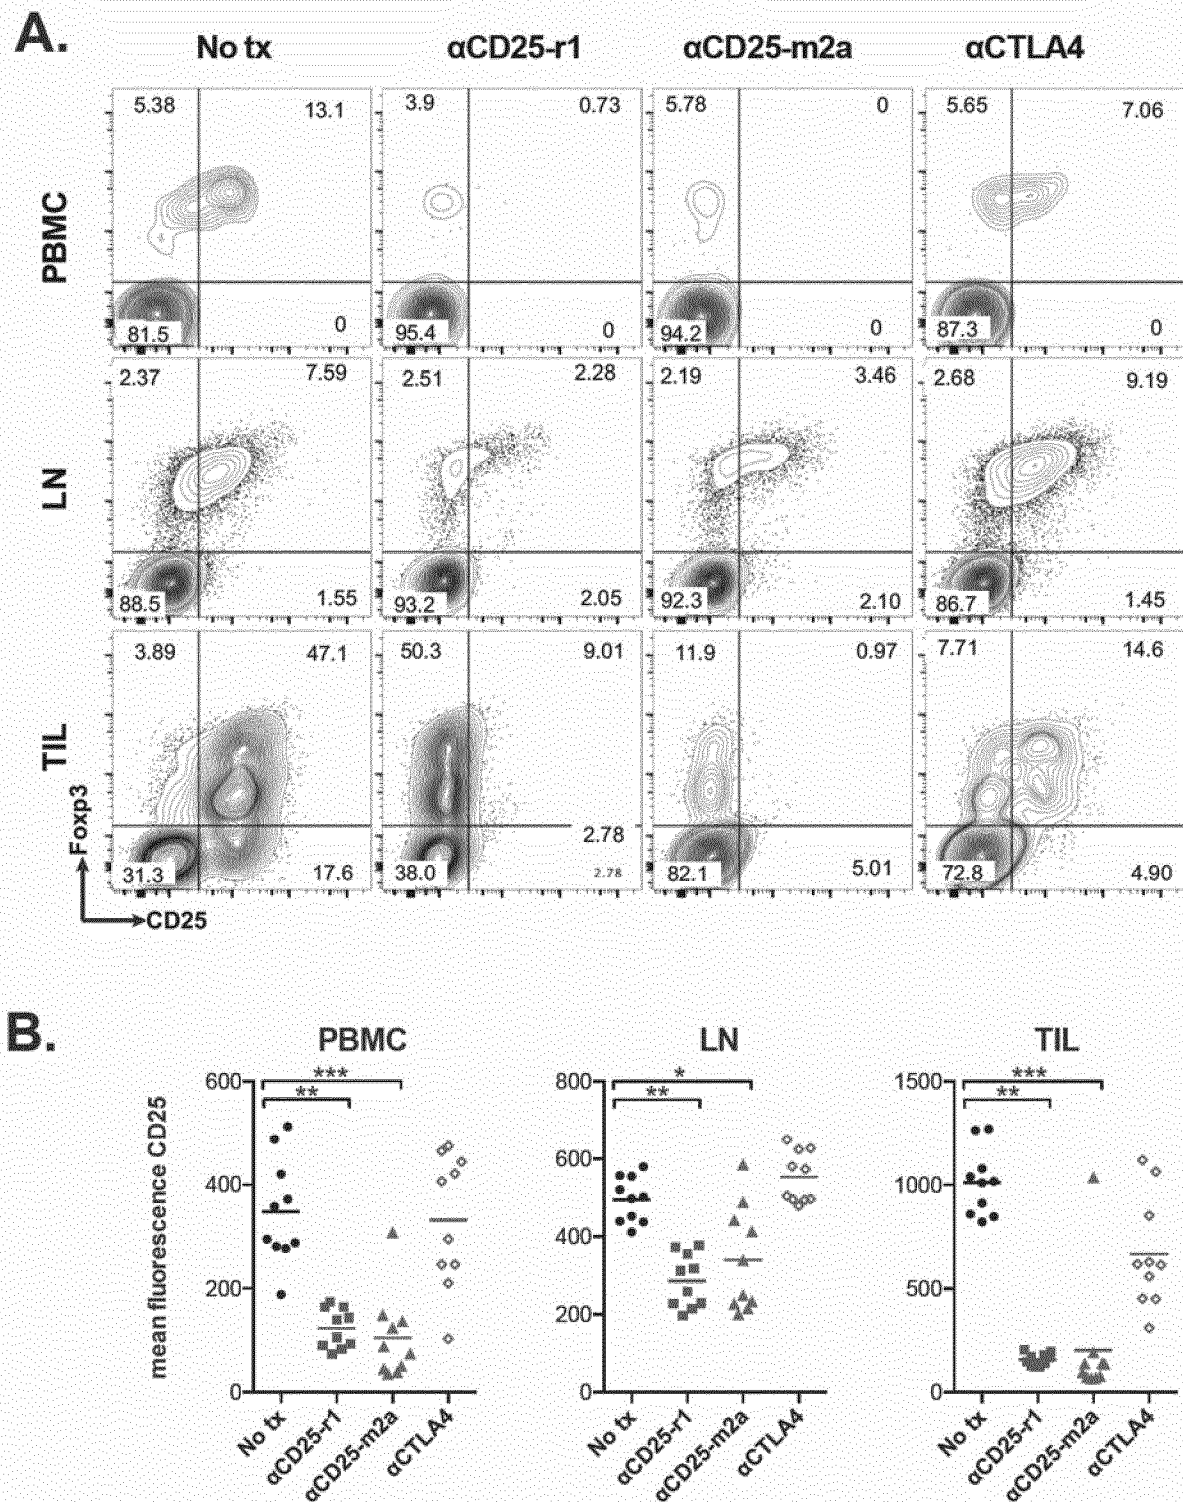 A.
No tx αCD25-r1 αCD25-m2a αCTLA4
PBMC
5.38 13.1 3.9 0.73 5.78 0 5.65 7.06
81.5 0 95.4 0 94.2 0 87.3 0
LN
2.37 7.59 2.51 2.28 2.19 3.46 2.68 9.19
88.5 1.55 93.2 2.05 92.3 2.10 86.7 1.45
TIL
3.89 47.1 50.3 9.01 11.9 0.97 7.71 14.6
2.78
31.3 17.6 38.0 2.78 82.1 5.01 72.8 4.90
Foxp3
CD25
B.
PBMC LN TIL
mean fluorescence CD25
600
400
200
0
***
**
No tx
αCD25-r1
αCD25-m2a
αCTLA4
800
600
400
200
0
*
**
No tx
αCD25-r1
αCD25-m2a
αCTLA4
1500
1000
500
0
***
**
No tx
αCD25-r1
αCD25-m2a
αCTLA4